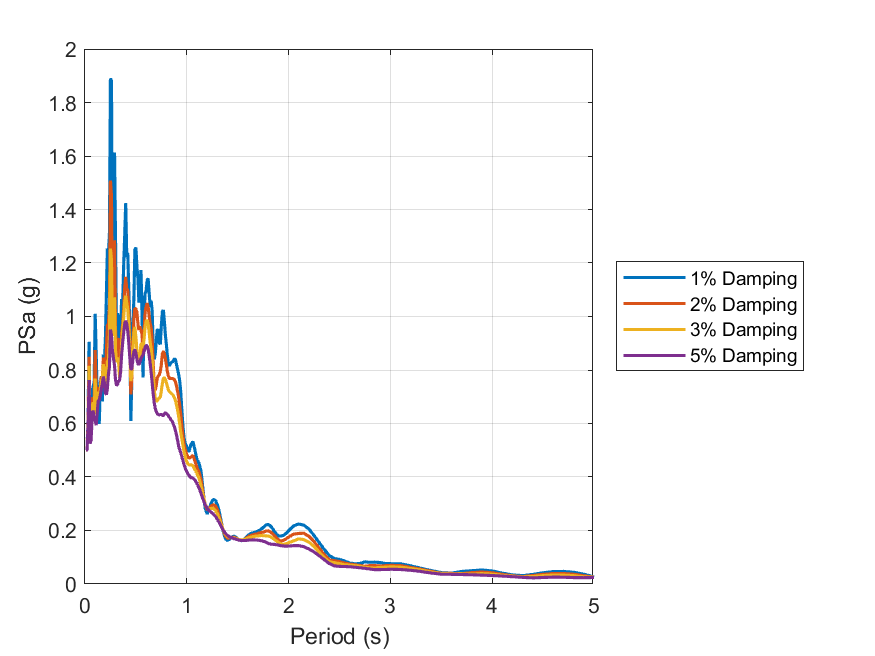 2
1.8
1.6
1.4
1.2
1
0.8
0.6
0.4
0.2
0
PSa (g)
0 1 2 3 4 5
Period (s)
1% Damping
2% Damping
3% Damping
5% Damping